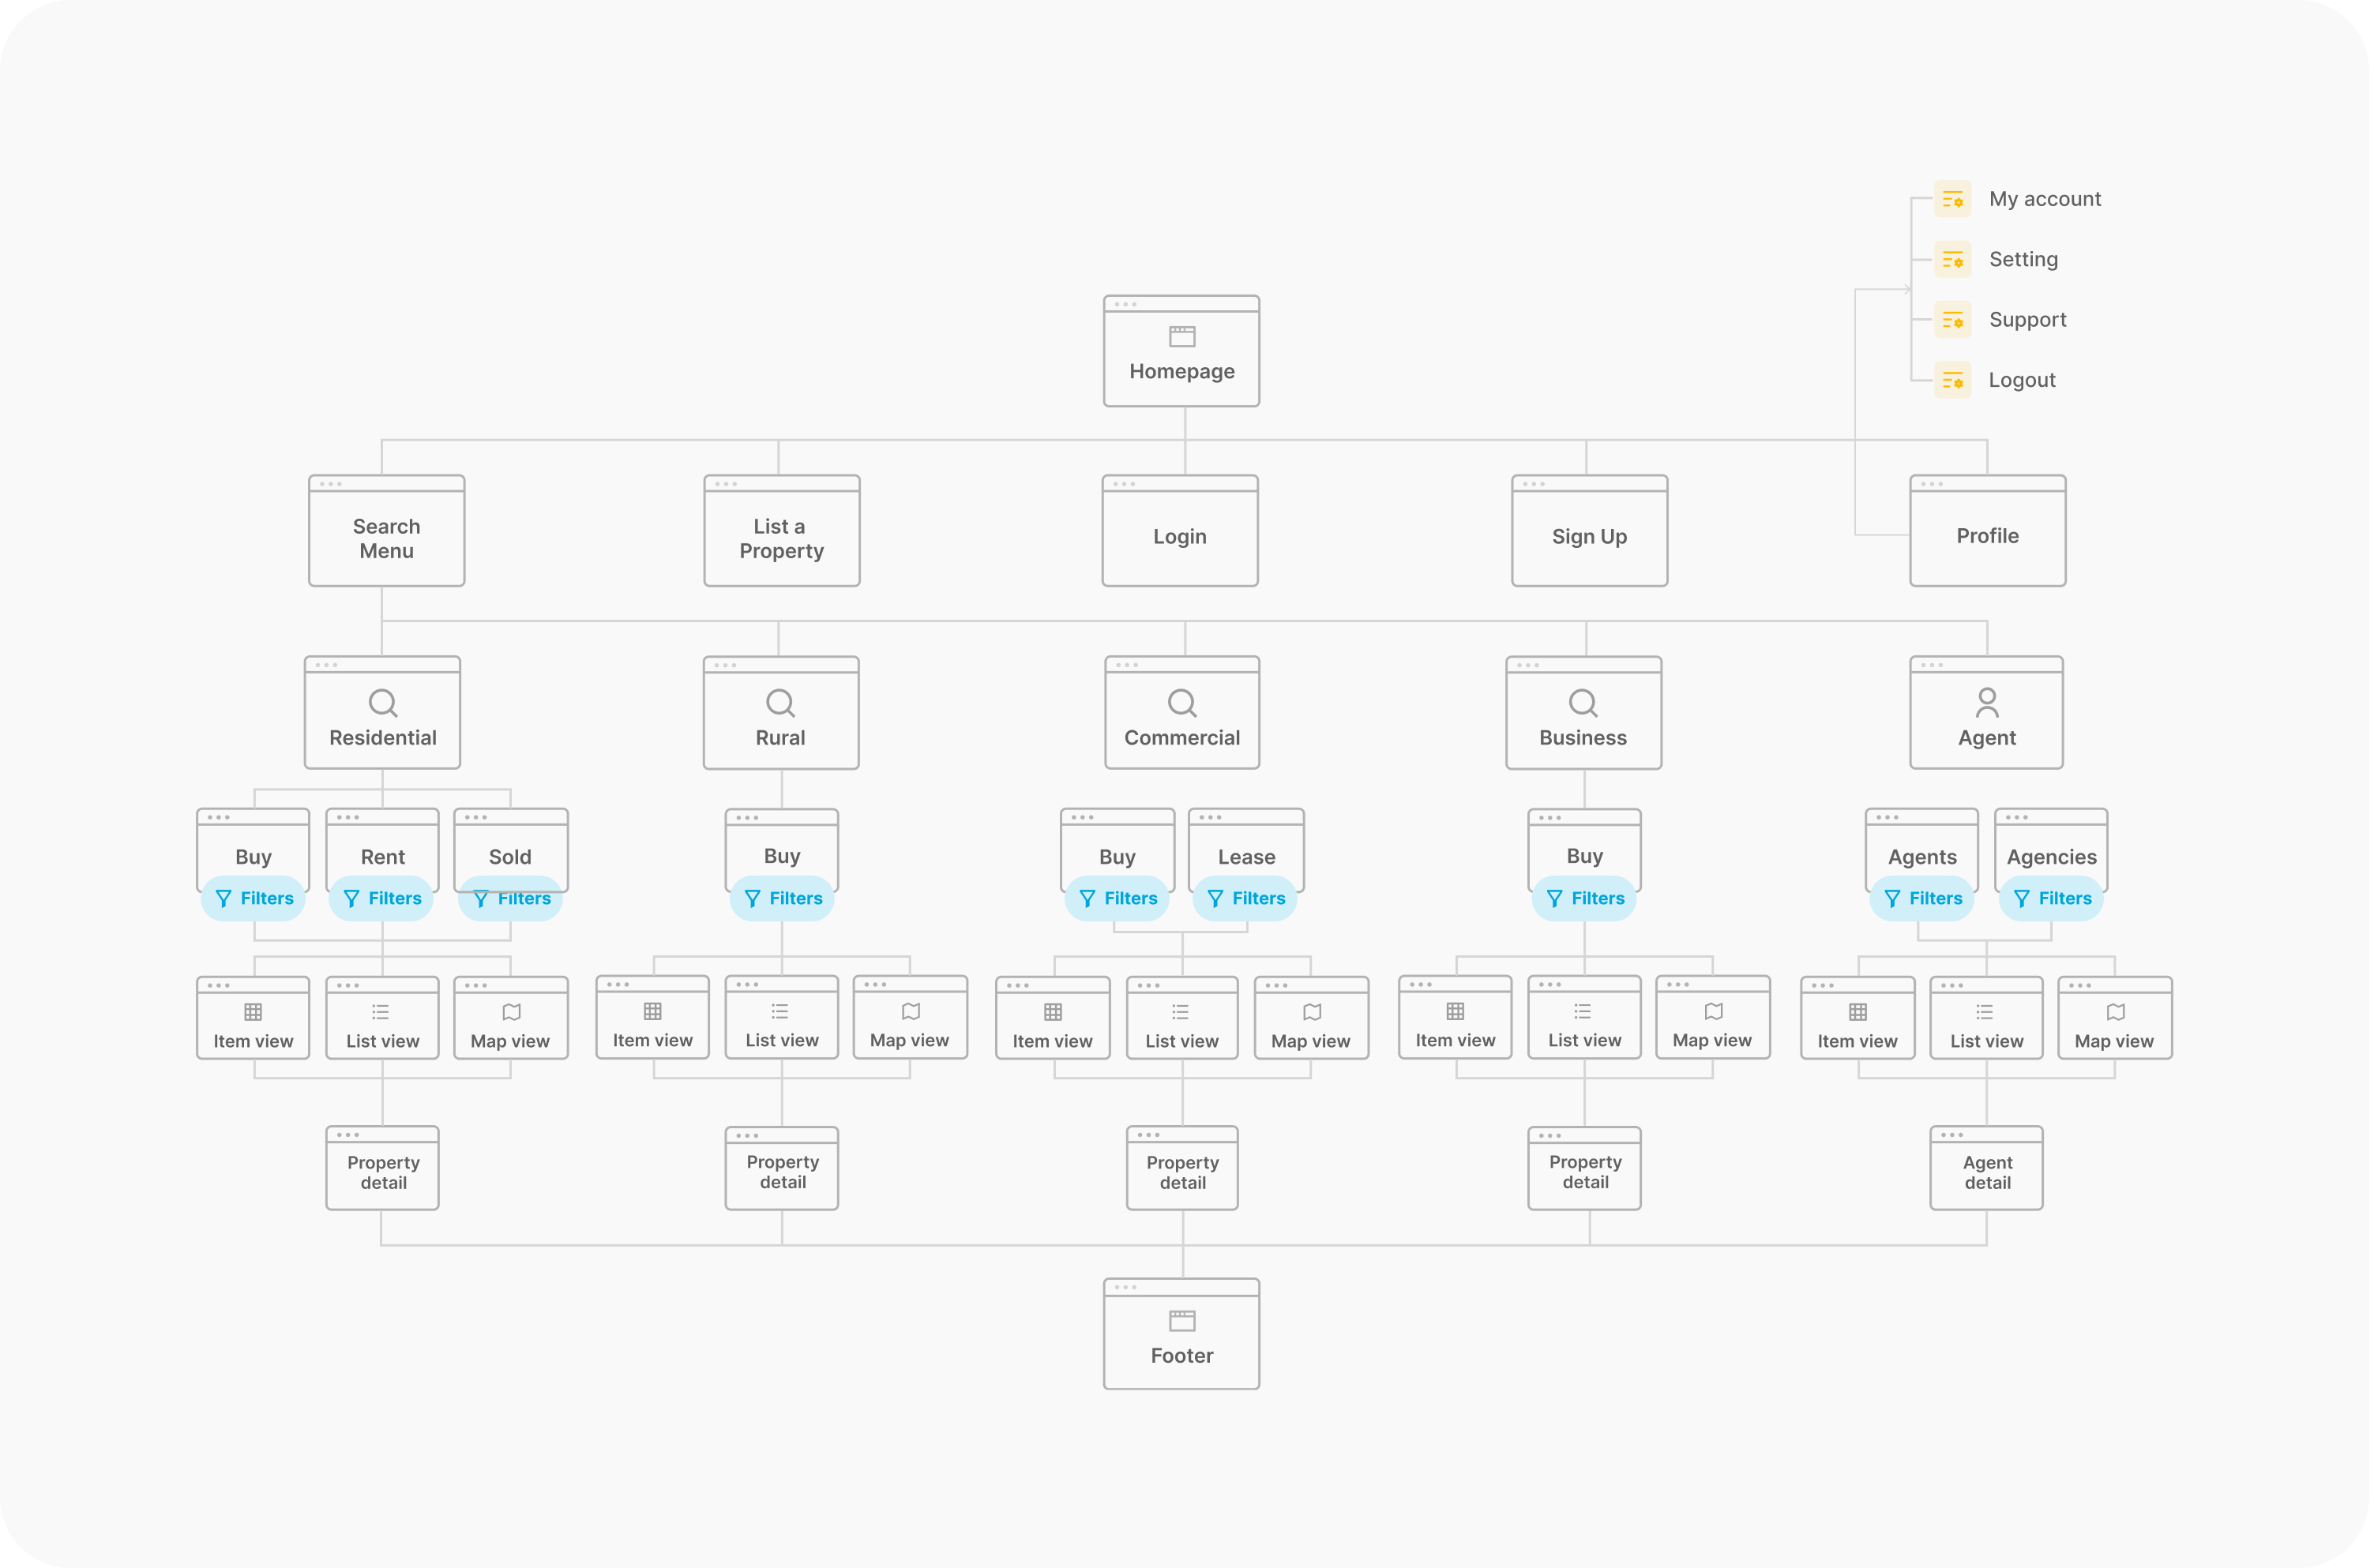 My account
Setting
Support
Logout
Homepage
Search
Menu
List a
Property
Login
Sign Up
Profile
Residential
Rural
Commercial
Business
Agent
Buy
Rent
Sold
Buy
Buy
Lease
Buy
Agents
Agencies
Filters
Filters
Filters
Filters
Filters
Filters
Filters
Filters
Filters
Item view
List view
Map view
Item view
List view
Map view
Item view
List view
Map view
Item view
List view
Map view
Item view
List view
Map view
Property
detail
Property
detail
Property
detail
Property
detail
Agent
detail
Footer